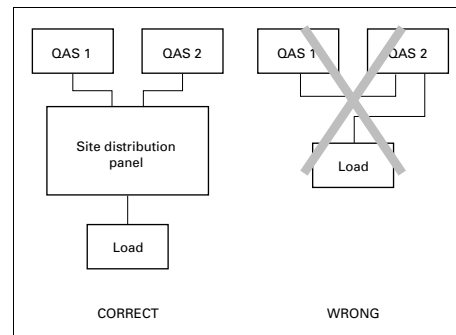 QAS 1
QAS 2
QAS 1
QAS 2
Site distribution
panel
Load
Load
CORRECT
WRONG